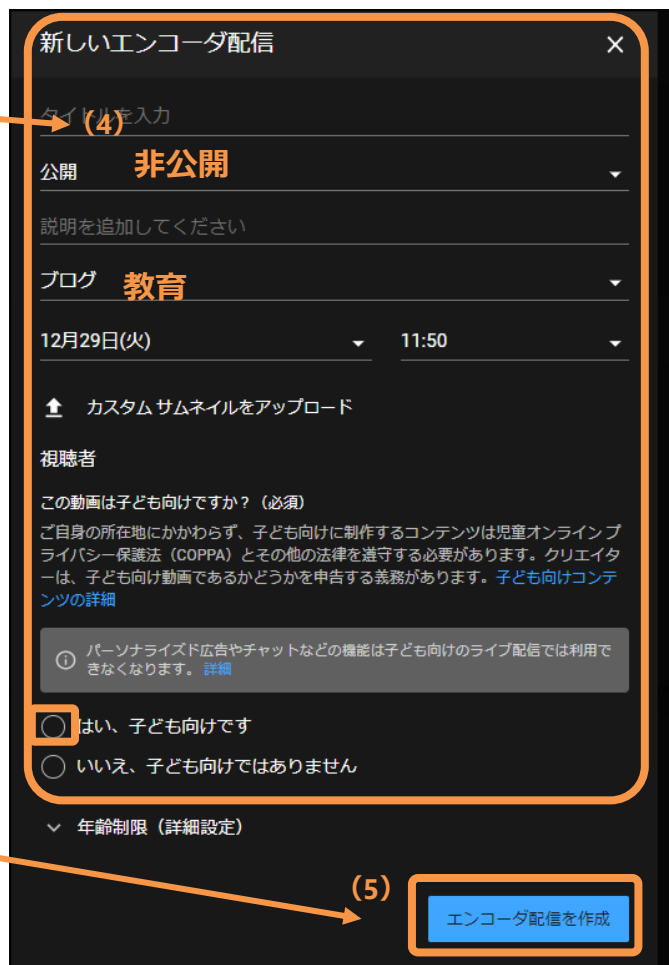 新しいエンコーダ配信
タイトルを入力
(4)
公開
非公開
説明を追加してください
ブログ
教育
12月29日(火)
11:50
カスタム サムネイルをアップロード
視聴者
この動画は子ども向けですか？（必須）
ご自身の所在地にかかわらず、子ども向けに制作するコンテンツは児童オンライン プ
ライバシー保護法（COPPA）とその他の法律を遵守する必要があります。クリエイタ
ーは、子ども向け動画であるかどうかを申告する義務があります。子ども向けコンテ
ンツの詳細
パーソナライズド広告やチャットなどの機能は子ども向けのライブ配信では利用で
きなくなります。 詳細
はい、子ども向けです
いいえ、子ども向けではありません
年齢制限（詳細設定）
(5)
エンコーダ配信を作成